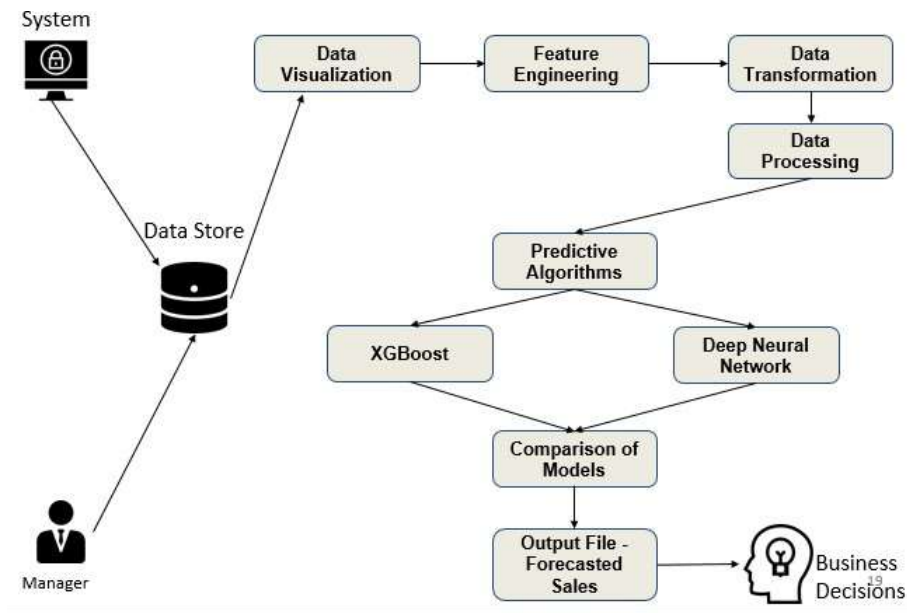 System
Data
Visualization
Feature
Engineering
Data
Transformation
Data
Processing
Data Store
Predictive
Algorithms
XGBoost
Deep Neural
Network
Comparison of
Models
Output File -
Forecasted
Sales
Manager
Business
Decisions
19